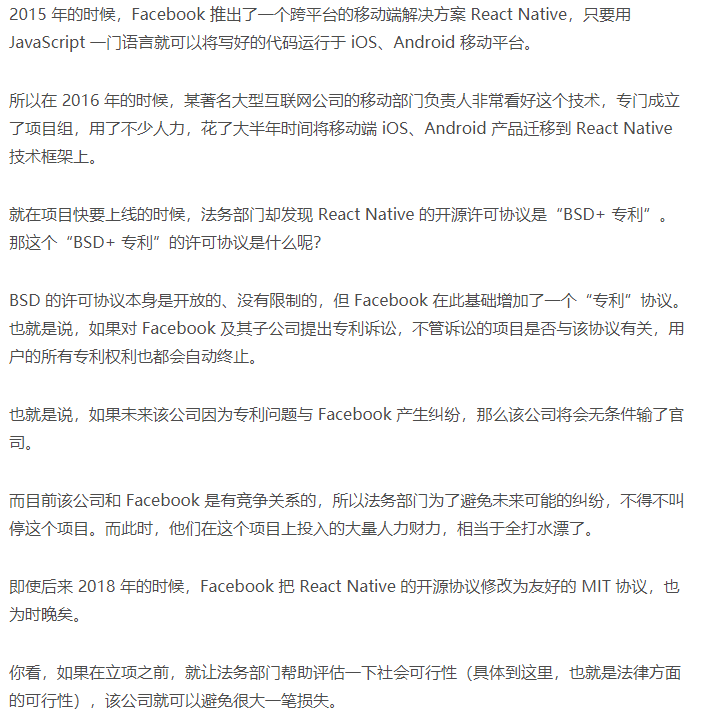 2015 年的时候，Facebook 推出了一个跨平台的移动端解决方案 React Native，只要用
JavaScript 一门语言就可以将写好的代码运行于 iOS、Android 移动平台。
所以在 2016 年的时候，某著名大型互联网公司的移动部门负责人非常看好这个技术，专门成立
了项目组，用了不少人力，花了大半年时间将移动端 iOS、Android 产品迁移到 React Native
技术框架上。
就在项目快要上线的时候，法务部门却发现 React Native 的开源许可协议是“BSD+ 专利”。
那这个“BSD+ 专利”的许可协议是什么呢？
BSD 的许可协议本身是开放的、没有限制的，但 Facebook 在此基础增加了一个“专利”协议。
也就是说，如果对 Facebook 及其子公司提出专利诉讼，不管诉讼的项目是否与该协议有关，用
户的所有专利权利也都会自动终止。
也就是说，如果未来该公司因为专利问题与 Facebook 产生纠纷，那么该公司将会无条件输了官
司。
而目前该公司和 Facebook 是有竞争关系的，所以法务部门为了避免未来可能的纠纷，不得不叫
停这个项目。而此时，他们在这个项目上投入的大量人力财力，相当于全打水漂了。
即使后来 2018 年的时候，Facebook 把 React Native 的开源协议修改为友好的 MIT 协议，也
为时晚矣。
你看，如果在立项之前，就让法务部门帮助评估一下社会可行性（具体到这里，也就是法律方面
的可行性），该公司就可以避免很大一笔损失。